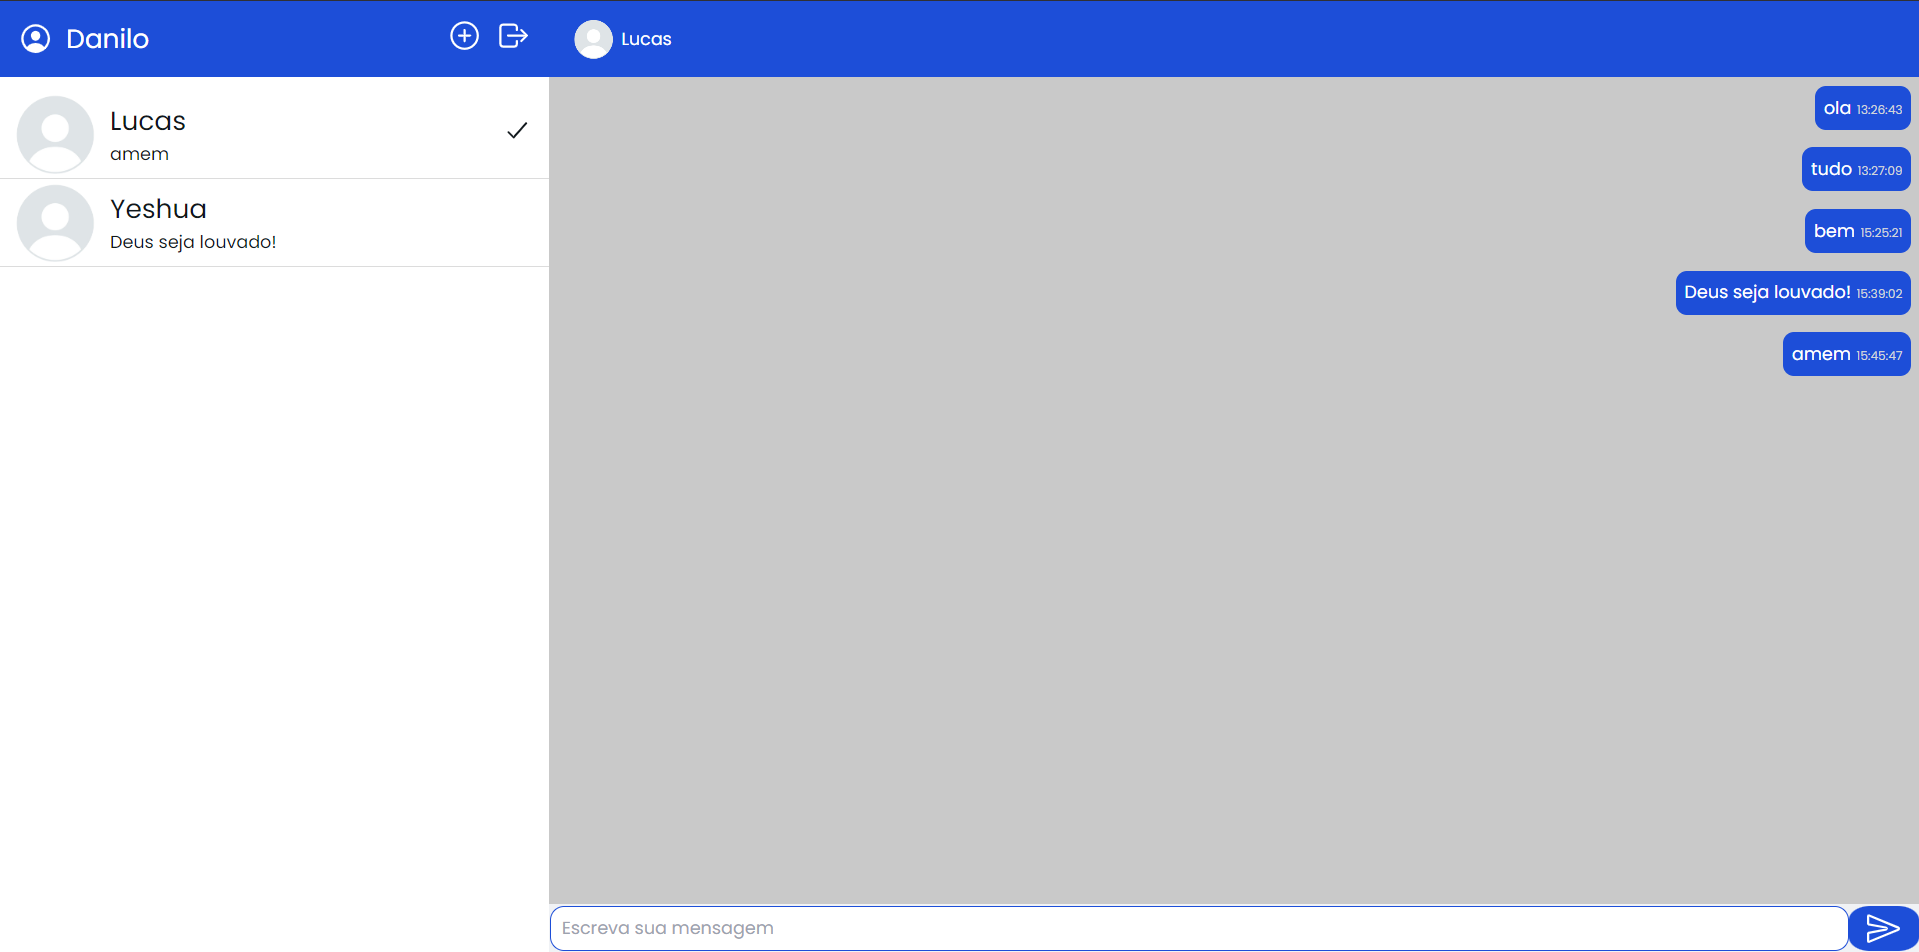 Danilo
Lucas
amem
Yeshua
Deus seja louvado!
Lucas
ola 13:26:43
tudo 13:27:09
bem 15:25:21
Deus seja louvado! 15:39:02
amem 15:45:47
Escreva sua mensagem